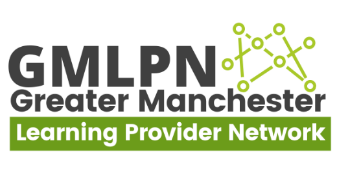 GMLPN
Greater Manchester
Learning Provider Network